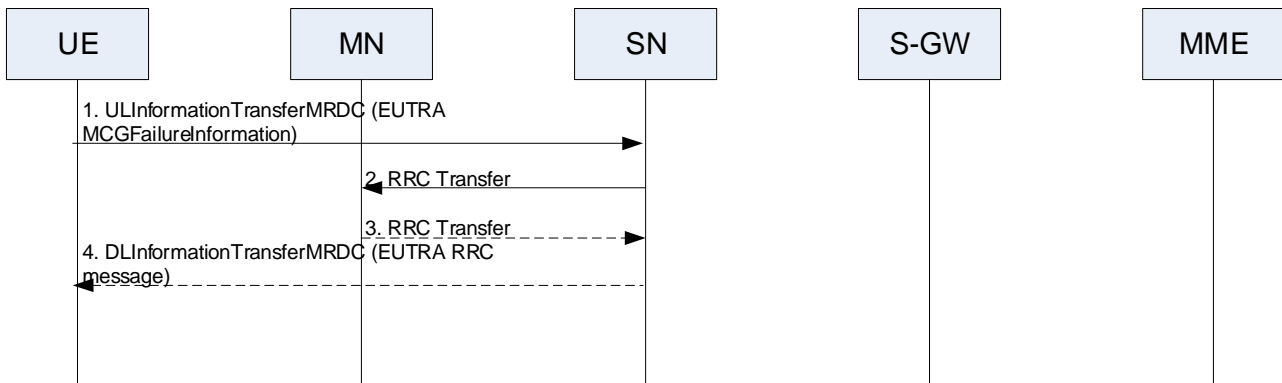 UE
MN
SN
S-GW
MME
1. ULInformationTransferMRDC (EUTRA
MCGFailureInformation)
2. RRC Transfer
3. RRC Transfer
4. DLInformationTransferMRDC (EUTRA RRC
message)